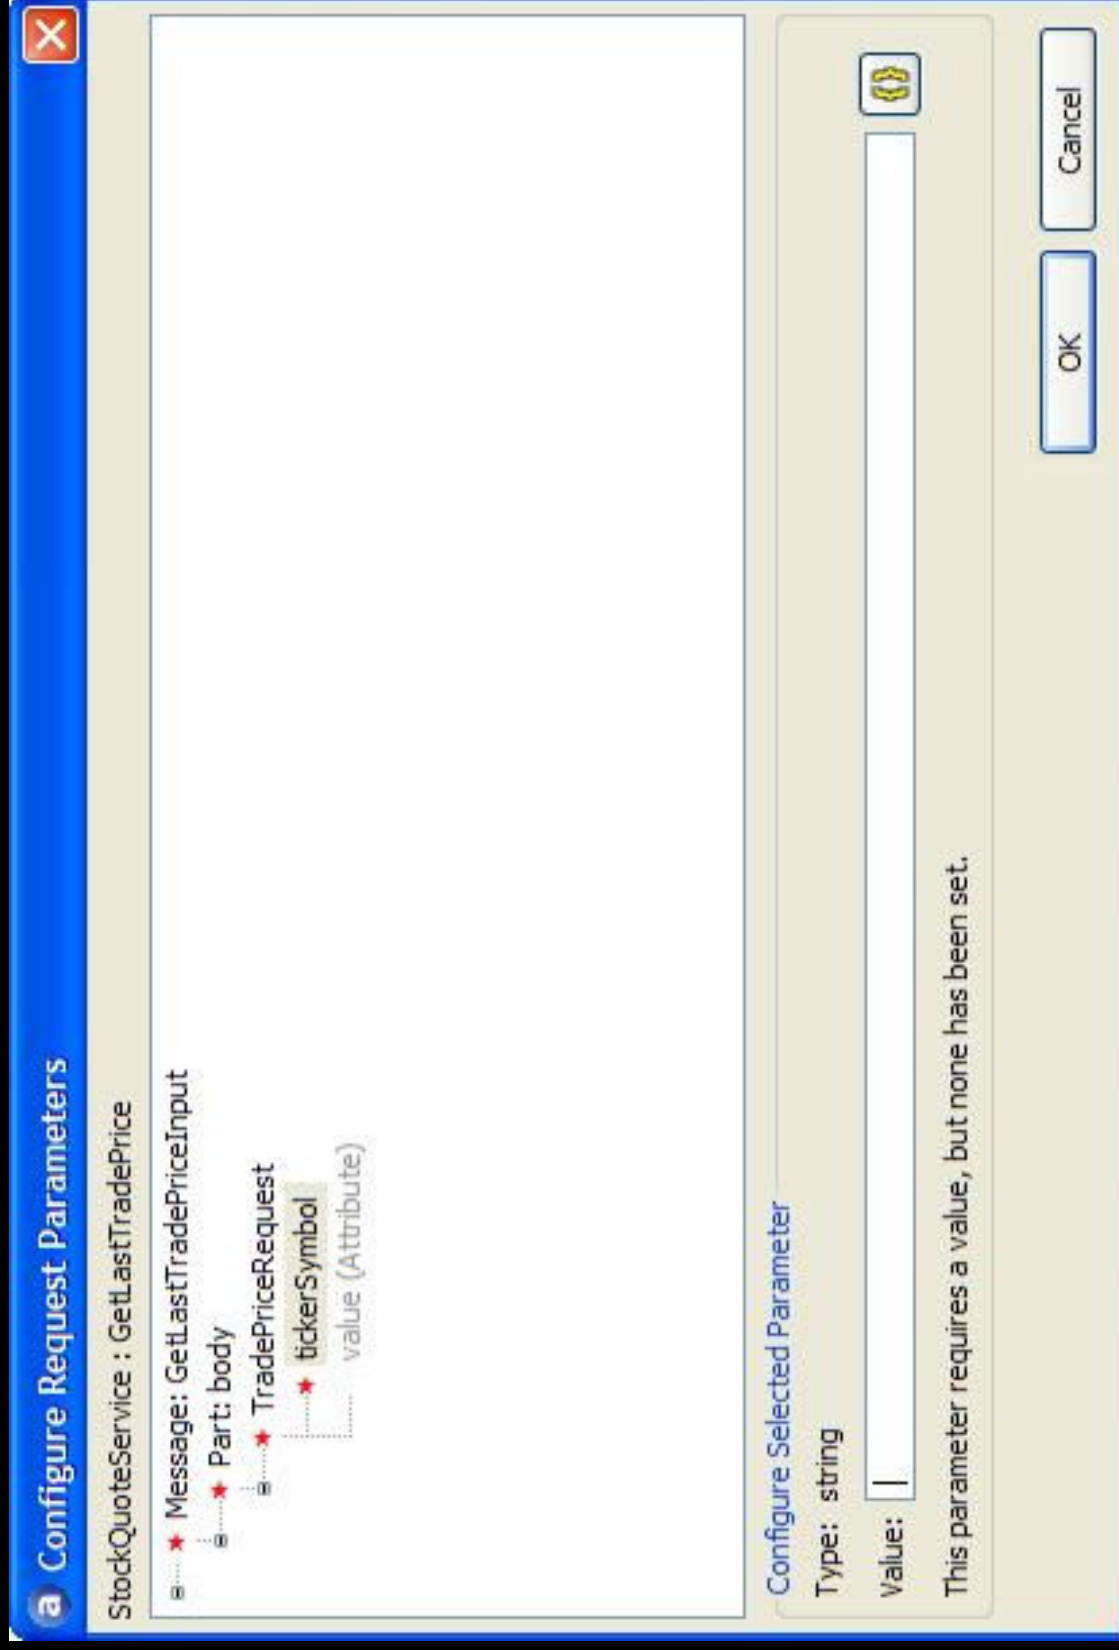 a Configure Request Parameters
StockQuoteService : GetLastTradePrice
Message: GetLastTradePriceInput
Part: body
TradePriceRequest
tickerSymbol
value (Attribute)
Configure Selected Parameter
Type: string
Value:
This parameter requires a value, but none has been set.
OK Cancel